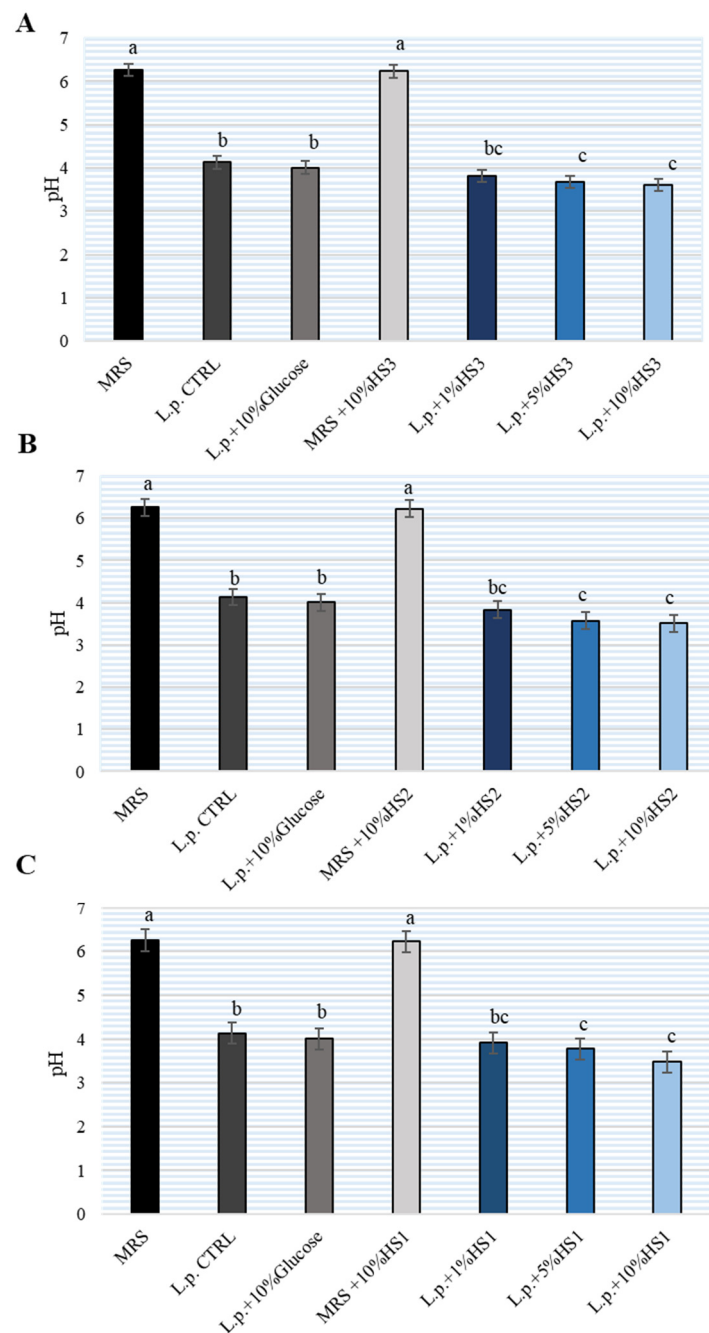 A
7
6
5
4
3
2
1
0
pH
a
b
b
a
bc
c
c
MRS
L.p. CTRL
L.p.+10%Glucose
MRS +10%HS3
L.p.+1%HS3
L.p.+5%HS3
L.p.+10%HS3
B
7
6
5
4
3
2
1
0
pH
a
b
b
a
bc
c
c
MRS
L.p. CTRL
L.p.+10%Glucose
MRS +10%HS2
L.p.+1%HS2
L.p.+5%HS2
L.p.+10%HS2
C
7
6
5
4
3
2
1
0
pH
a
b
b
a
bc
c
c
MRS
L.p. CTRL
L.p.+10%Glucose
MRS +10%HS1
L.p.+1%HS1
L.p.+5%HS1
L.p.+10%HS1